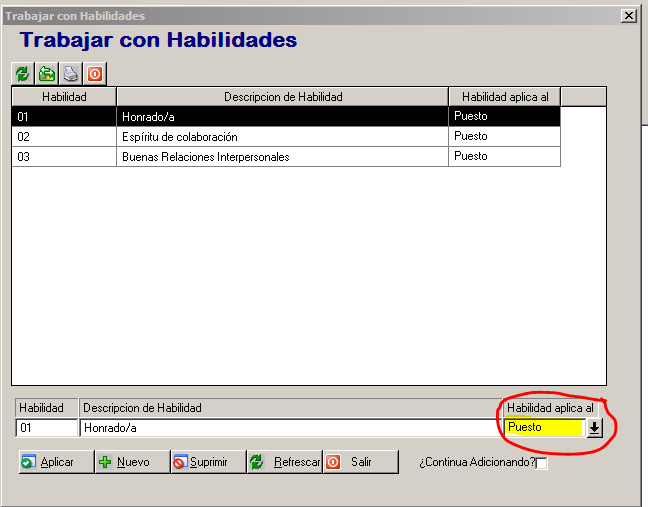 Trabajar con Habilidades
Trabajar con Habilidades
Habilidad Descripcion de Habilidad Habilidad aplica al
01 Honrado/a Puesto
02 Espíritu de colaboración Puesto
03 Buenas Relaciones Interpersonales Puesto
Habilidad Descripcion de Habilidad Habilidad aplica al
01 Honrado/a Puesto
Aplicar Nuevo Suprimir Refrescar Salir ¿Continua Adicionando?